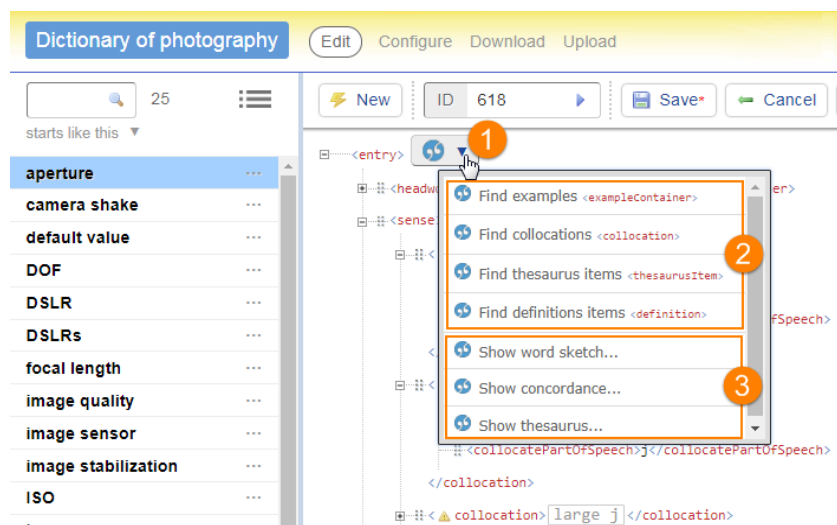 Dictionary of photography Edit Configure Download Upload
25
New ID 618 Save* Cancel
starts like this ▼
1
<entry>
aperture ...
camera shake ...
default value ...
DOF ...
DSLR ...
DSLRs ...
focal length ...
image quality ...
image sensor ...
image stabilization ...
ISO ...
<headw er>
<sense
<
Find examples <exampleContainer>
Find collocations <collocation>
2
Find thesaurus items <thesaurusItem>
Find definitions items <definition>
fSpeech>
</
Show word sketch...
<
Show concordance...
3
Show thesaurus...
<collocatePartOfSpeech>j</collocatePartOfSpeech>
</collocation>
<collocation> large j </collocation>